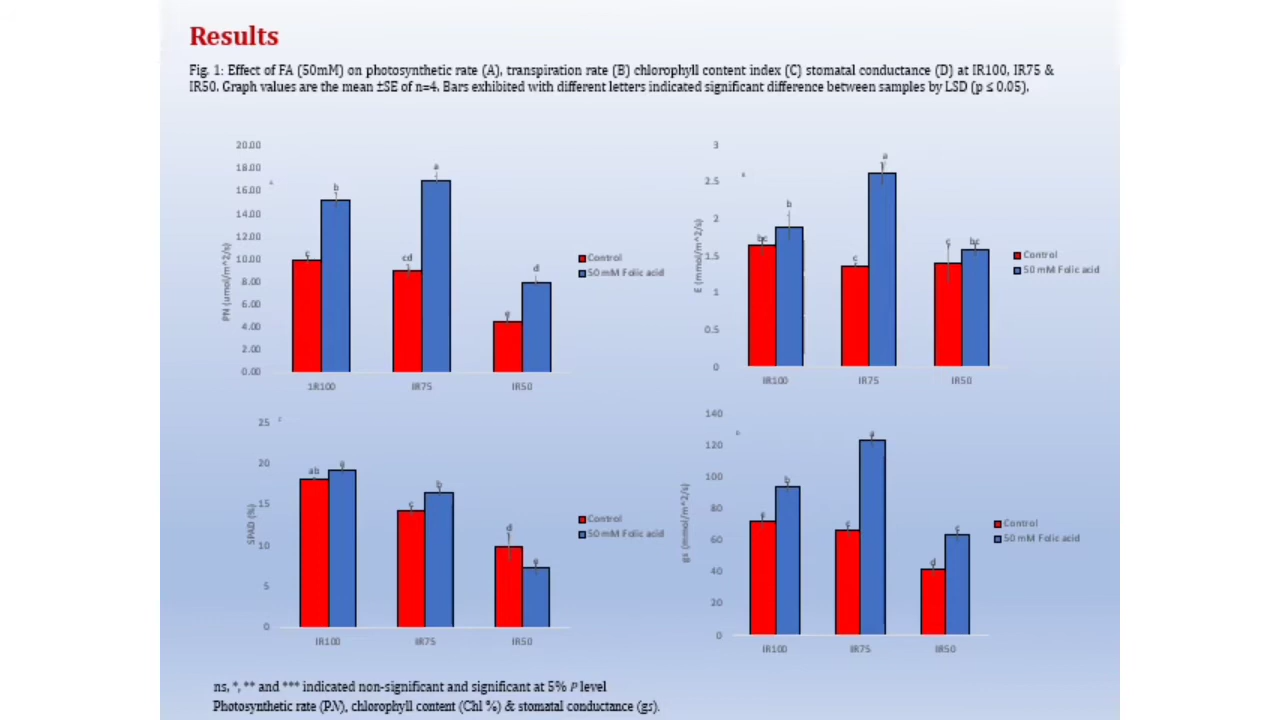 Results
Fig. 1: Effect of FA (50mM) on photosynthetic rate (A), transpiration rate (B) chlorophyll content index (C) stomatal conductance (D) at IR100, IR75 &
IR50. Graph values are the mean ±SE of n=4. Bars exhibited with different letters indicated significant difference between samples by LSD (p ≤ 0.05).
20.00
18.00
16.00
14.00
12.00
10.00
8.00
6.00
4.00
2.00
0.00
PN (umol/m^2/s)
c
b
cd
a
e
d
1R100
IR75
IR50
Control
50 mM Folic acid
3
2.5
2
1.5
1
0.5
0
E (mmol/m^2/s)
bc
b
c
a
c
bc
IR100
IR75
IR50
Control
50 mM Folic acid
25
20
15
10
5
0
SPAD (%)
ab
a
c
b
d
e
IR100
IR75
IR50
Control
50 mM Folic acid
140
120
100
80
60
40
20
0
gs (mmol/m^2/s)
c
b
c
a
d
c
IR100
IR75
IR50
Control
50 mM Folic acid
ns, *, ** and *** indicated non-significant and significant at 5% P level
Photosynthetic rate (PN), chlorophyll content (Chl %) & stomatal conductance (gs).